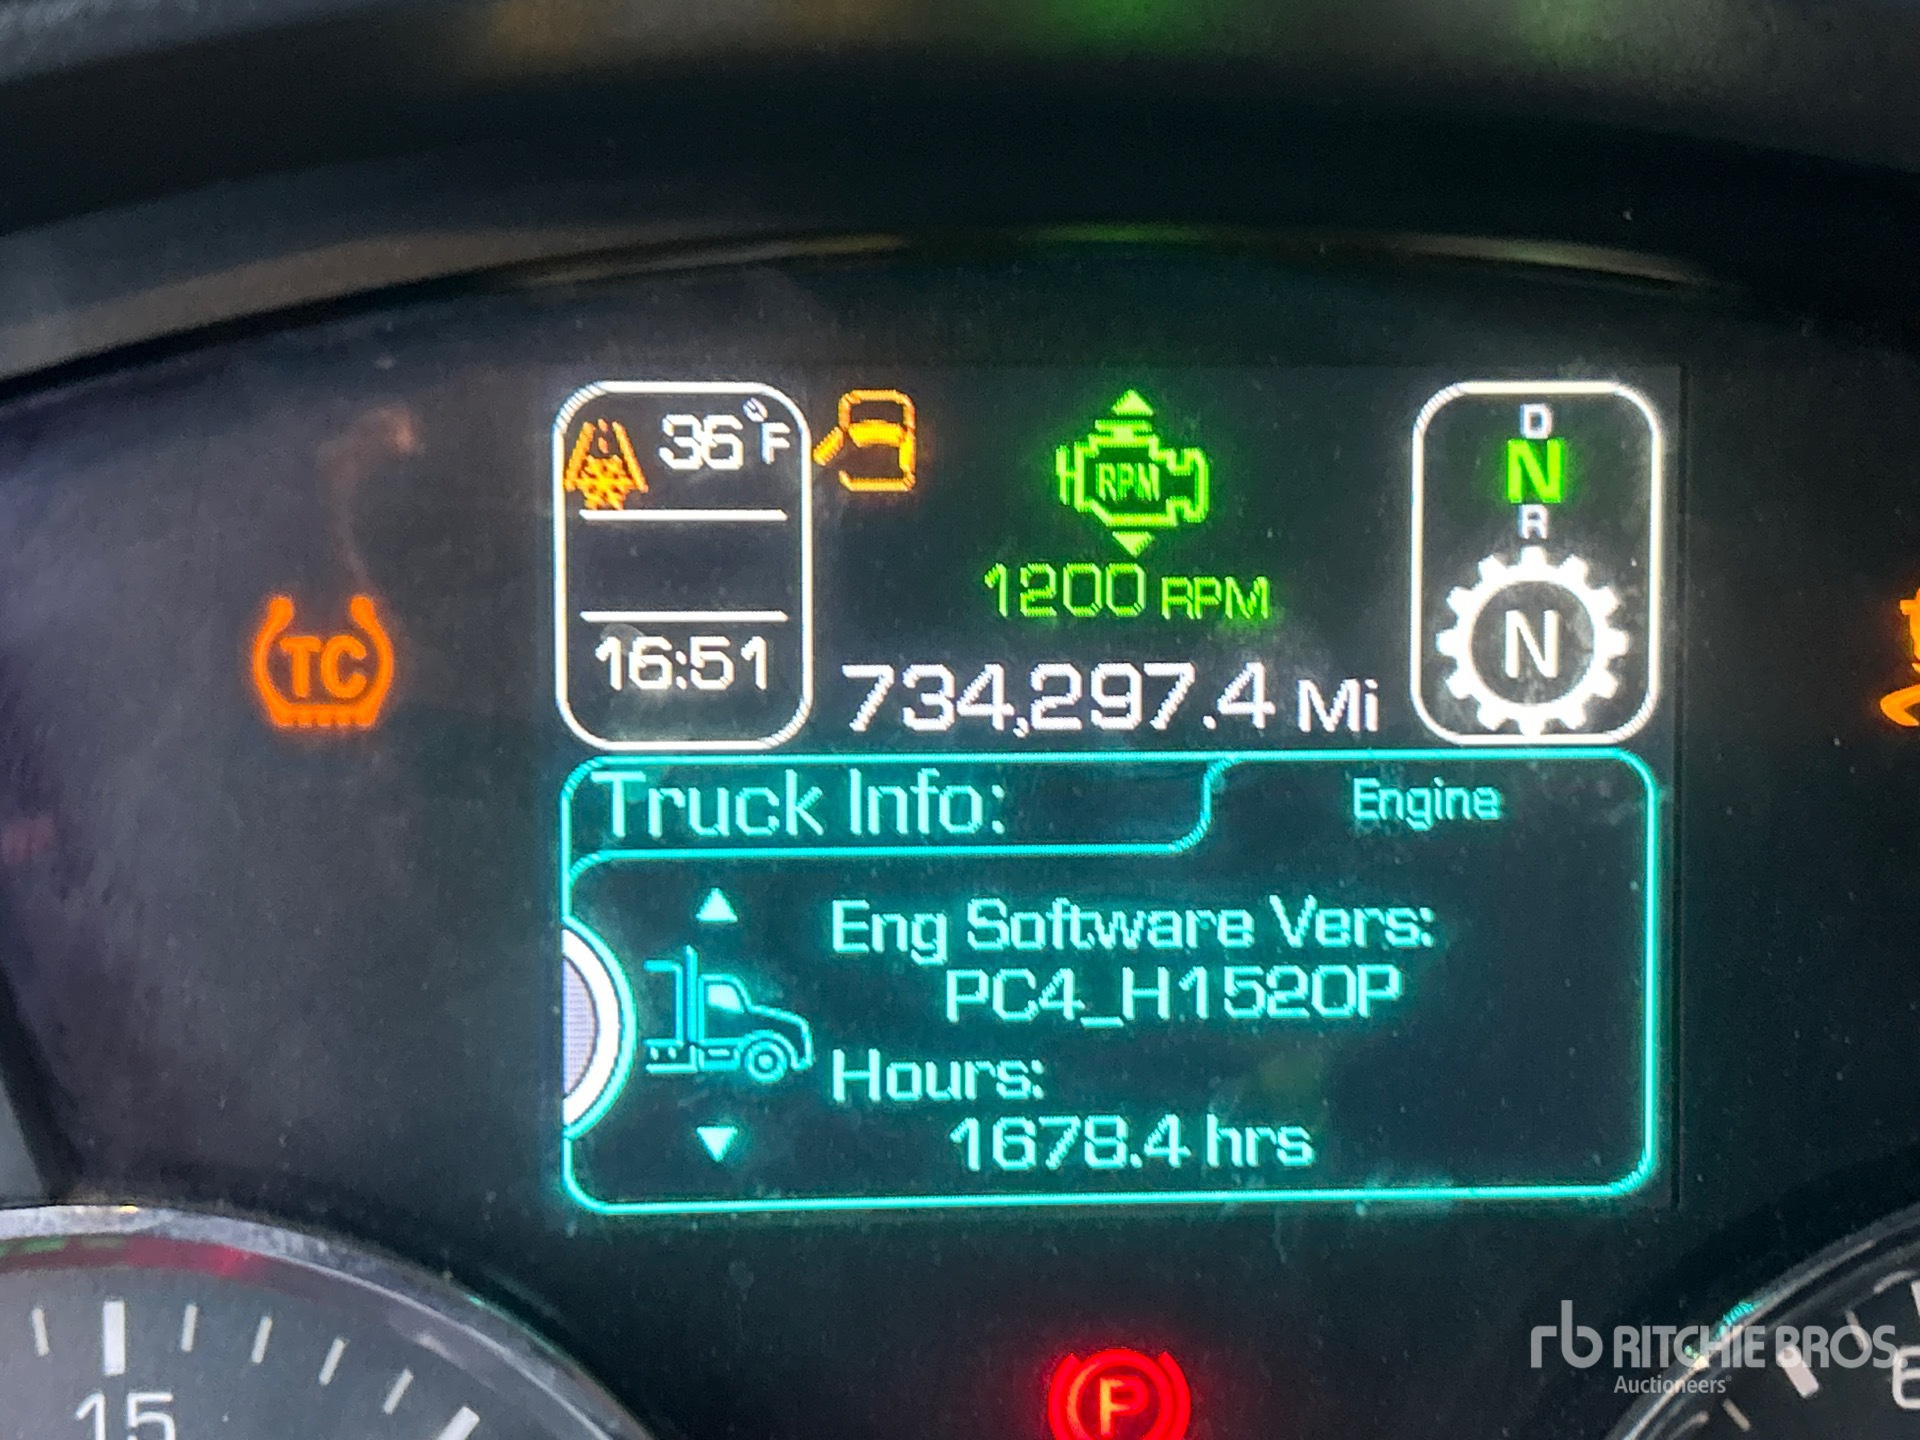 36°F
RPM
1200 RPM
D
N
R
N
TC
16:51
734,297.4 Mi
Truck Info:
Engine
Eng Software Vers:
PC4_H1520P
Hours:
1678.4 hrs
15
P
rb RITCHIE BROS
Auctioneers